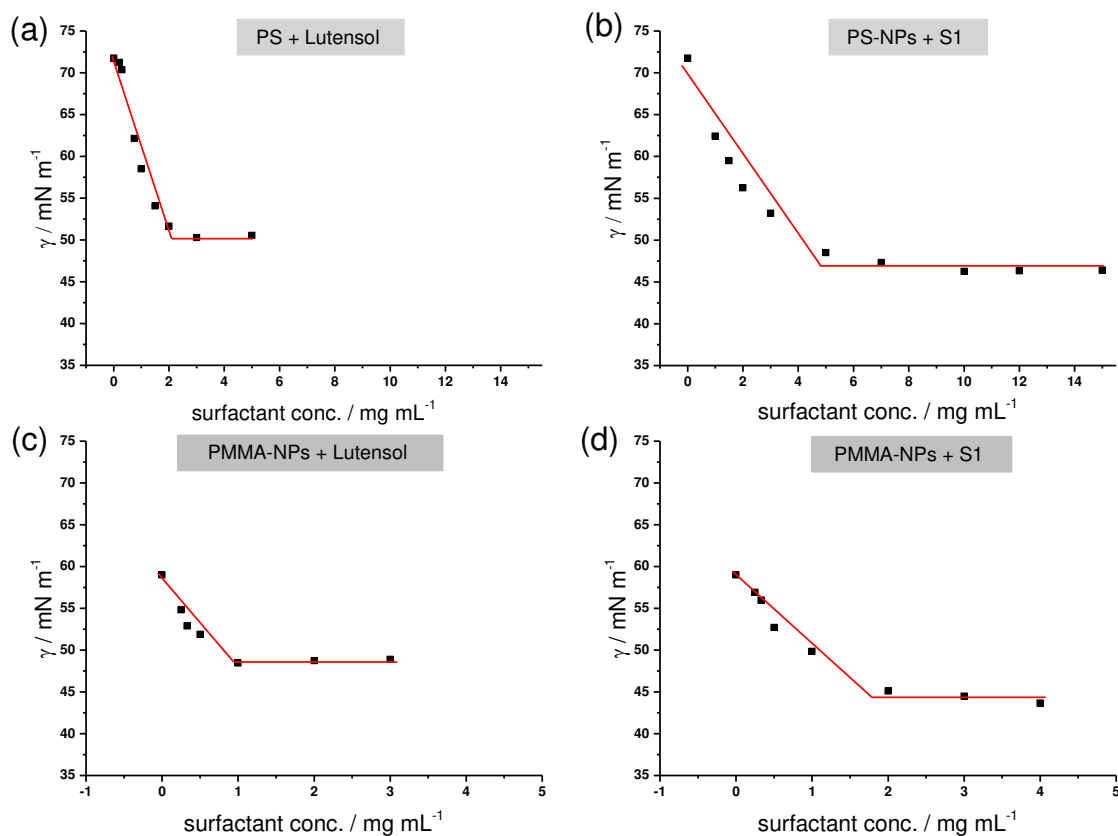 (a)
PS + Lutensol
75
70
65
60
55
50
45
40
35
γ / mN m⁻¹
0 2 4 6 8 10 12 14
surfactant conc. / mg mL⁻¹
(b)
PS-NPs + S1
75
70
65
60
55
50
45
40
35
γ / mN m⁻¹
0 2 4 6 8 10 12 14
surfactant conc. / mg mL⁻¹
(c)
PMMA-NPs + Lutensol
75
70
65
60
55
50
45
40
35
γ / mN m⁻¹
-1 0 1 2 3 4 5
surfactant conc. / mg mL⁻¹
(d)
PMMA-NPs + S1
75
70
65
60
55
50
45
40
35
γ / mN m⁻¹
-1 0 1 2 3 4 5
surfactant conc. / mg mL⁻¹